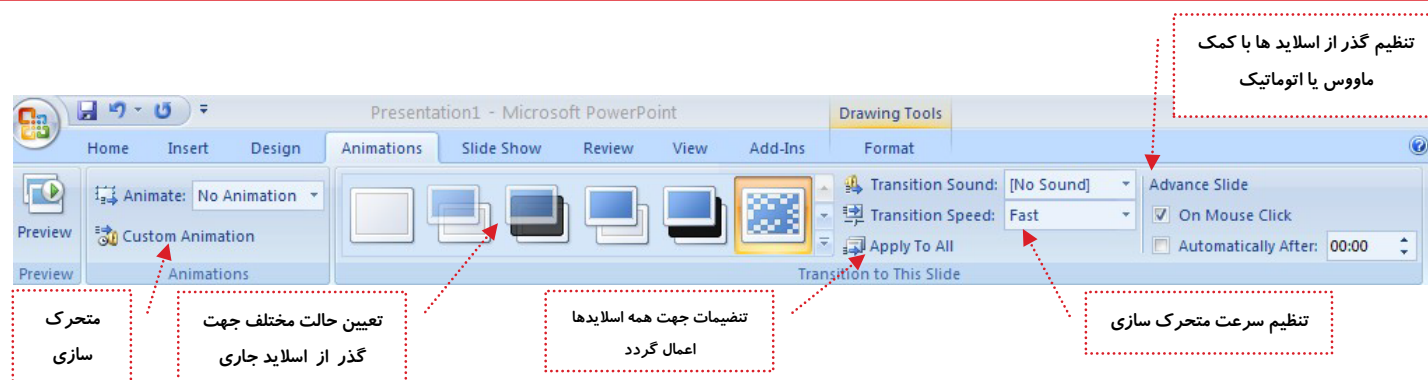 تنظیم گذر از اسلاید ها با کمک
ماووس یا اتوماتیک
Presentation1 - Microsoft PowerPoint
Drawing Tools
Home Insert Design Animations Slide Show Review View Add-Ins Format
Animate: No Animation
Transition Sound: [No Sound]
Advance Slide
Preview
Custom Animation
Transition Speed: Fast
On Mouse Click
Apply To All
Automatically After: 00:00
Preview Animations Transition to This Slide
متحرک
سازی
تعیین حالت مختلف جهت
گذر از اسلاید جاری
تنضیمات جهت همه اسلایدها
اعمال گردد
تنظیم سرعت متحرک سازی